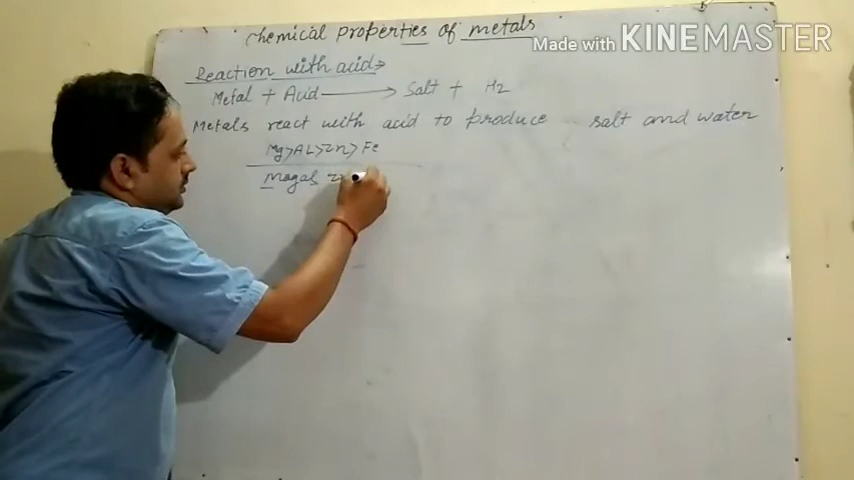 Chemical properties of metals
Made with KINEMASTER
Reaction with acid→
Metal + Acid → Salt + H2
Metals react with acid to produce salt and water
Mg>AL>Zn>Fe
Magal